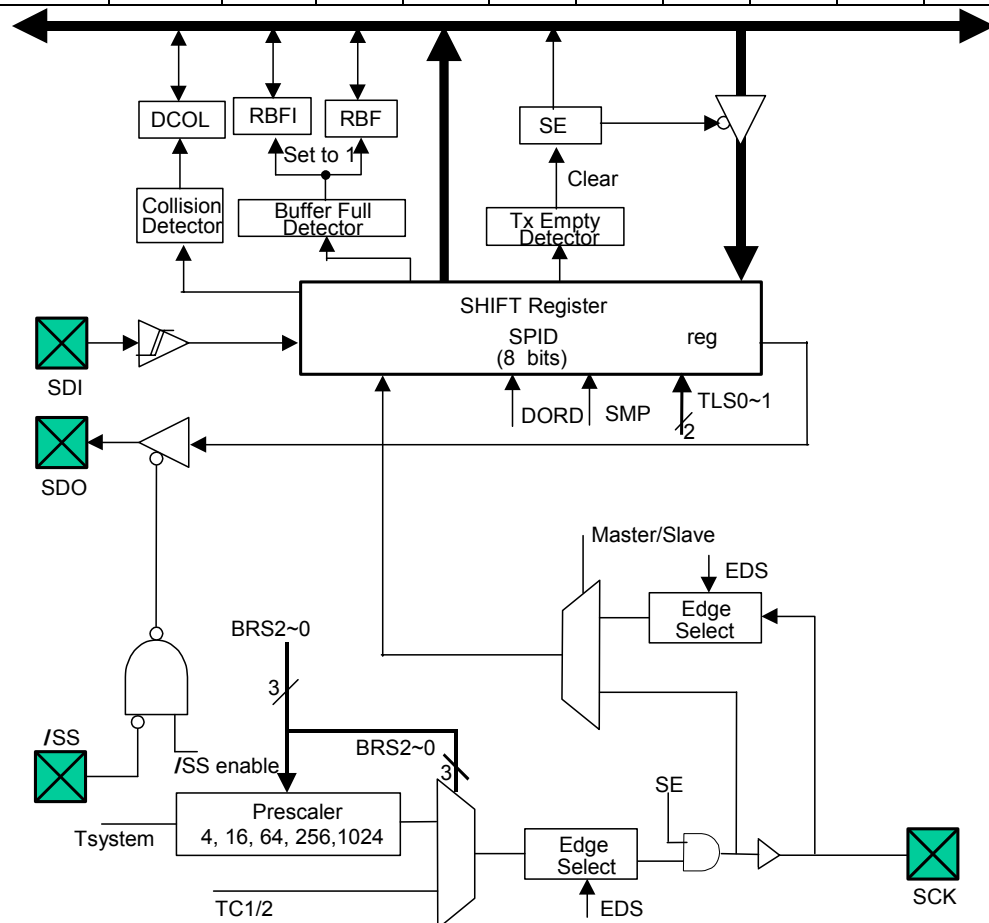 DCOL
RBFI
RBF
SE
Set to 1
Clear
Collision
Detector
Buffer Full
Detector
Tx Empty
Detector
SHIFT Register
SPID
reg
(8 bits)
SDI
DORD
SMP
TLS0~1
2
SDO
Master/Slave
EDS
Edge
Select
BRS2~0
3
/SS
/SS enable
BRS2~0
3
SE
Prescaler
4, 16, 64, 256,1024
Tsystem
Edge
Select
TC1/2
EDS
SCK